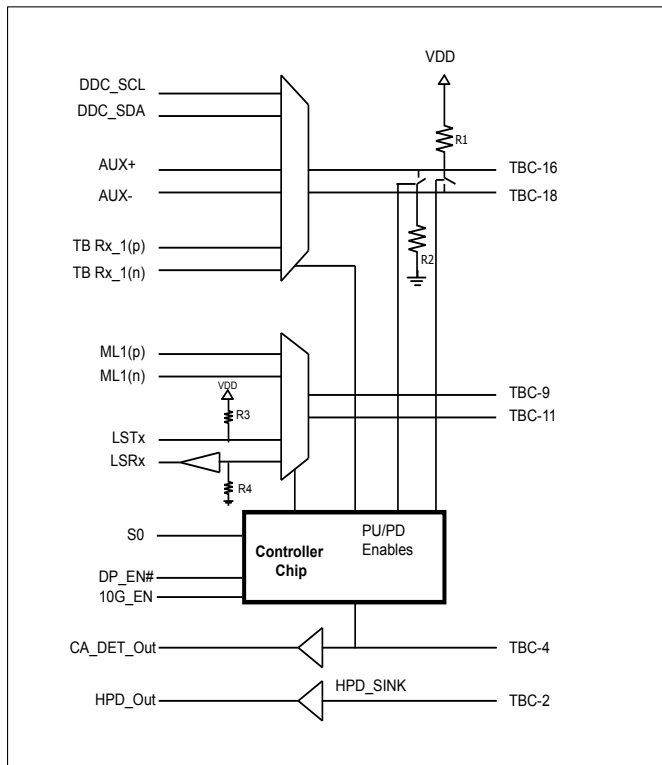 VDD
DDC_SCL
DDC_SDA
R1
AUX+
TBC-16
AUX-
TBC-18
TB Rx_1(p)
R2
TB Rx_1(n)
ML1(p)
ML1(n)
VDD
TBC-9
R3
TBC-11
LSTx
LSRx
R4
S0
PU/PD
Enables
Controller
Chip
DP_EN#
10G_EN
CA_DET_Out
TBC-4
HPD_SINK
HPD_Out
TBC-2